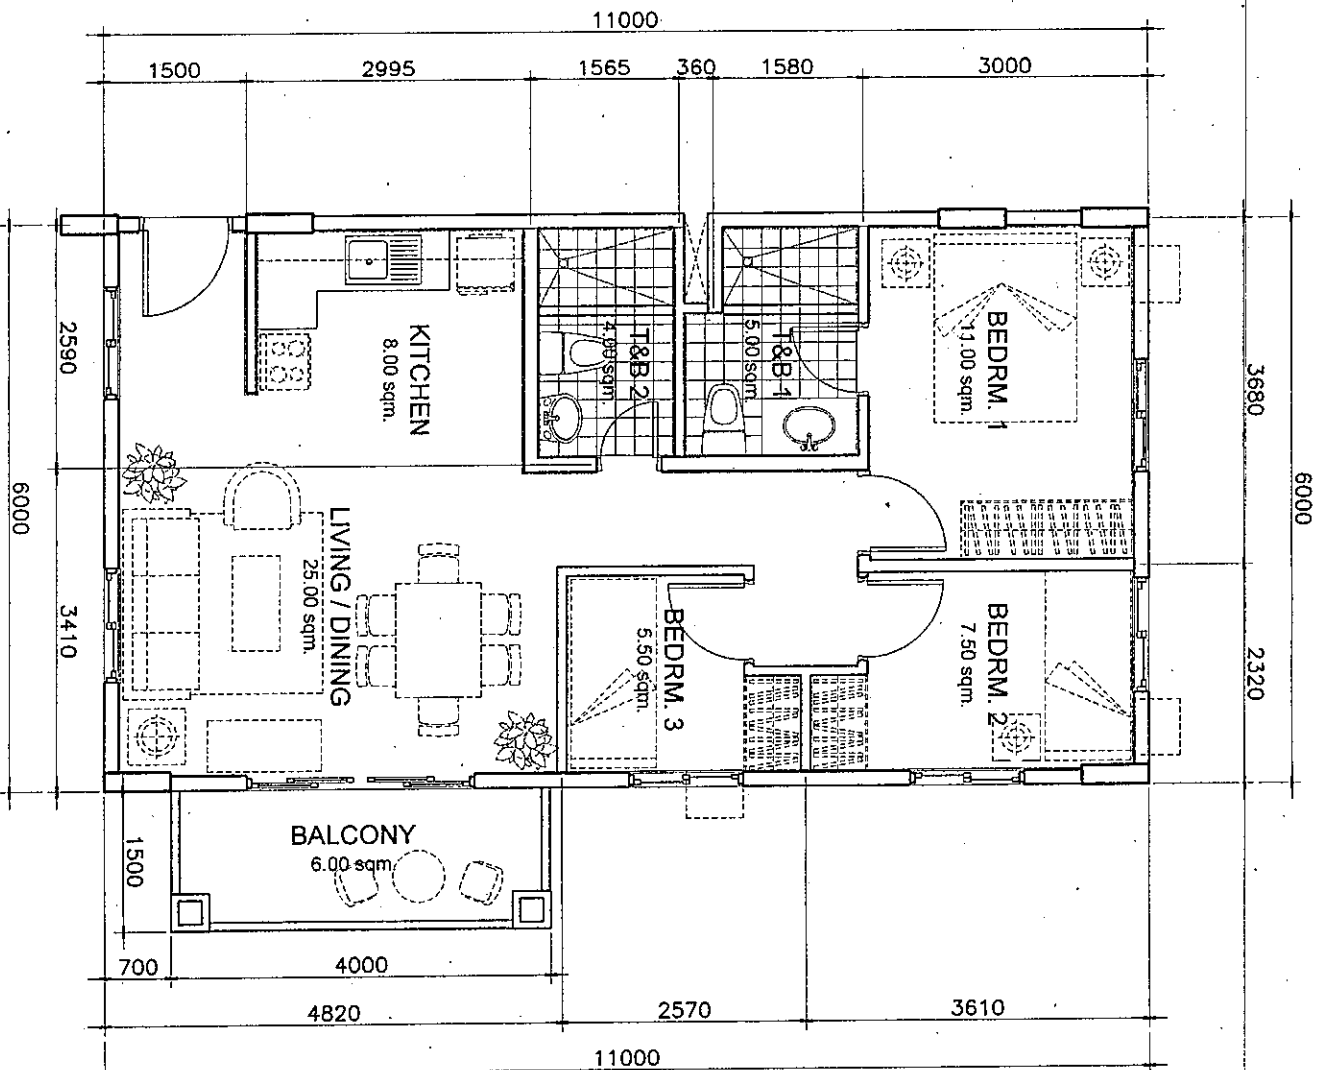 11000
1500
2995
1565
360
1580
3000
2590
3410
6000
3680
2320
6000
KITCHEN
8.00 sqm.
T&B 2
4.00 sqm.
T&B 1
5.00 sqm.
BEDRM. 1
11.00 sqm.
LIVING / DINING
25.00 sqm.
BEDRM. 3
5.50 sqm.
BEDRM. 2
7.50 sqm.
BALCONY
6.00 sqm.
1500
700
4000
4820
2570
3610
11000